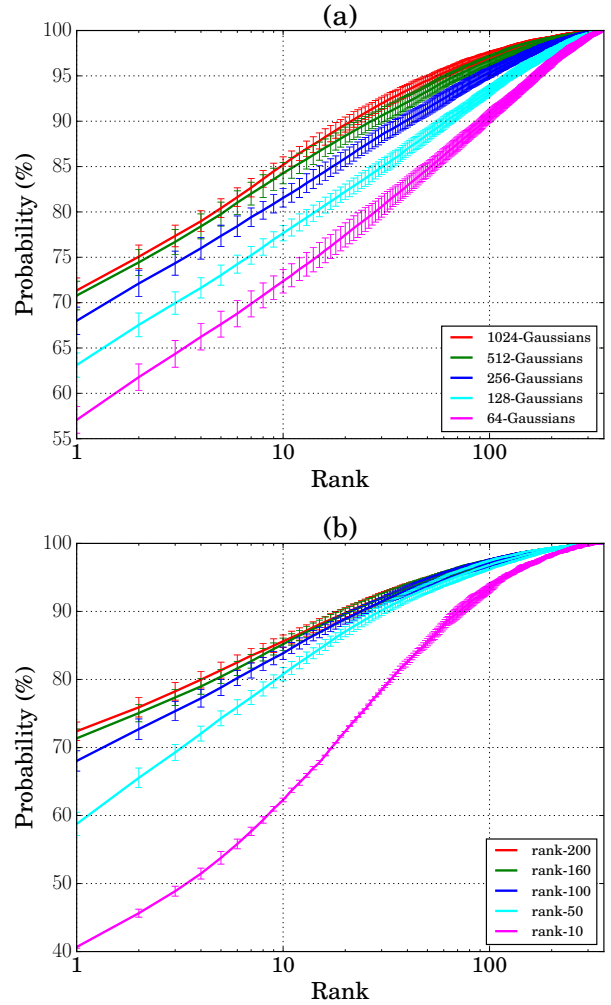 (a)
100
95
90
85
80
75
70
65
60
55
Probability (%)
1
10
100
Rank
1024-Gaussians
512-Gaussians
256-Gaussians
128-Gaussians
64-Gaussians
(b)
100
90
80
70
60
50
40
Probability (%)
1
10
100
Rank
rank-200
rank-160
rank-100
rank-50
rank-10